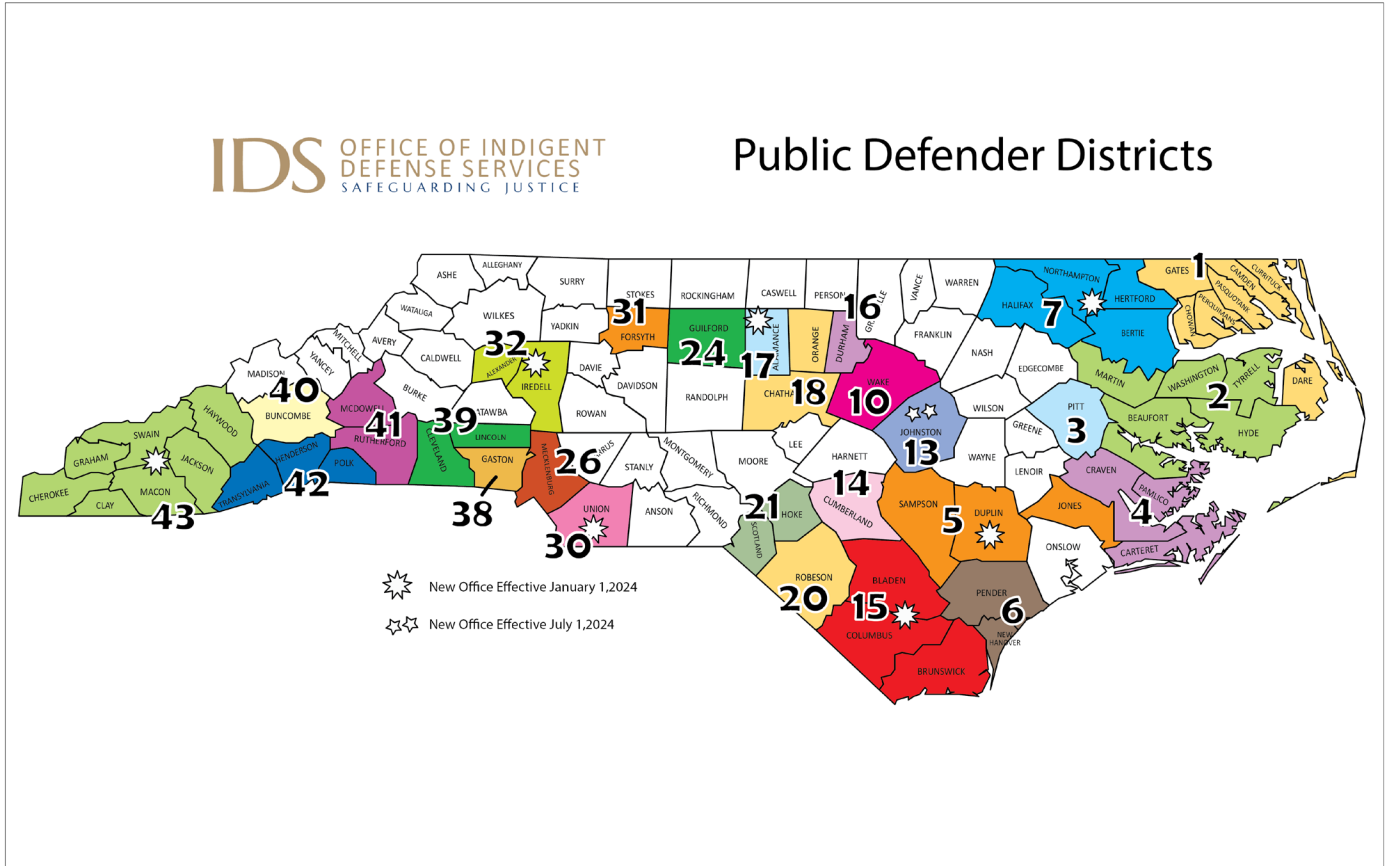 IDS
OFFICE OF INDIGENT
DEFENSE SERVICES
SAFEGUARDING JUSTICE
Public Defender Districts
ASHE
ALLEGHANY
SURRY
STOKES
ROCKINGHAM
CASWELL
PERSON
VANCE
WARREN
NORTHAMPTON
GATES
1
CAMDEN
CURRITUCK
PASQUOTANK
PERQUIMANS
CHOWAN
HERTFORD
HALIFAX
7
BERTIE
16
WATAUGA
WILKES
YADKIN
31
FORSYTH
GUILFORD
24
17
ALAMANCE
ORANGE
DURHAM
FRANKLIN
NASH
EDGECOMBE
MARTIN
WASHINGTON
TYRRELL
DARE
MITCHELL
AVERY
YANCEY
MADISON
CALDWELL
32
ALEXANDER
IREDELL
DAVIE
DAVIDSON
RANDOLPH
18
WAKE
10
WILSON
PITT
3
BEAUFORT
2
HYDE
40
BUNCOMBE
HAYWOOD
MCDOWELL
BURKE
41
RUTHERFORD
39
LINCOLN
ROWAN
JOHNSTON
13
GREENE
WAYNE
LENOIR
CRAVEN
PAMLICO
4
CARTERET
SWAIN
GRAHAM
JACKSON
CHEROKEE
MACON
CLAY
43
HENDERSON
TRANSYLVANIA
POLK
42
CLEVELAND
GASTON
38
MECKLENBURG
26
STANLY
MONTGOMERY
MOORE
LEE
HARNETT
14
CUMBERLAND
SAMPSON
5
DUPLIN
JONES
ONSLOW
UNION
30
ANSON
RICHMOND
21
HOKE
SCOTLAND
ROBESON
20
BLADEN
15
COLUMBUS
BRUNSWICK
PENDER
6
NEW
HANOVER
New Office Effective January 1,2024
New Office Effective July 1,2024